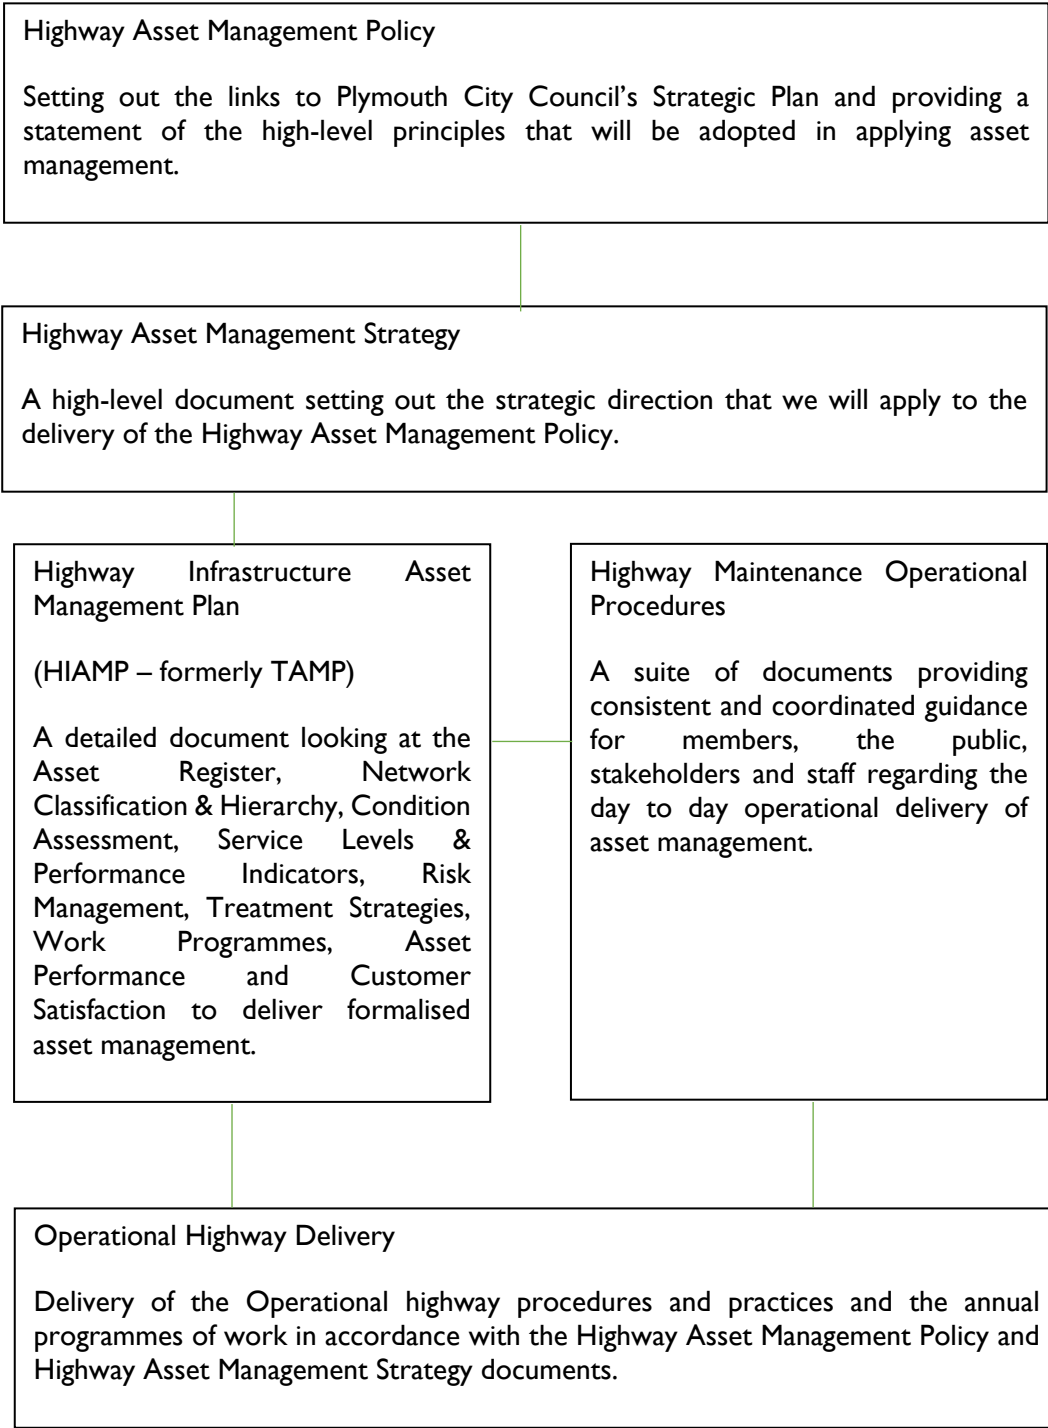 Highway Asset Management Policy
Setting out the links to Plymouth City Council's Strategic Plan and providing a
statement of the high-level principles that will be adopted in applying asset
management.
Highway Asset Management Strategy
A high-level document setting out the strategic direction that we will apply to the
delivery of the Highway Asset Management Policy.
Highway Infrastructure Asset
Management Plan
(HIAMP – formerly TAMP)
A detailed document looking at the
Asset Register, Network
Classification & Hierarchy, Condition
Assessment, Service Levels &
Performance Indicators, Risk
Management, Treatment Strategies,
Work Programmes, Asset
Performance and Customer
Satisfaction to deliver formalised
asset management.
Highway Maintenance Operational
Procedures
A suite of documents providing
consistent and coordinated guidance
for members, the public,
stakeholders and staff regarding the
day to day operational delivery of
asset management.
Operational Highway Delivery
Delivery of the Operational highway procedures and practices and the annual
programmes of work in accordance with the Highway Asset Management Policy and
Highway Asset Management Strategy documents.